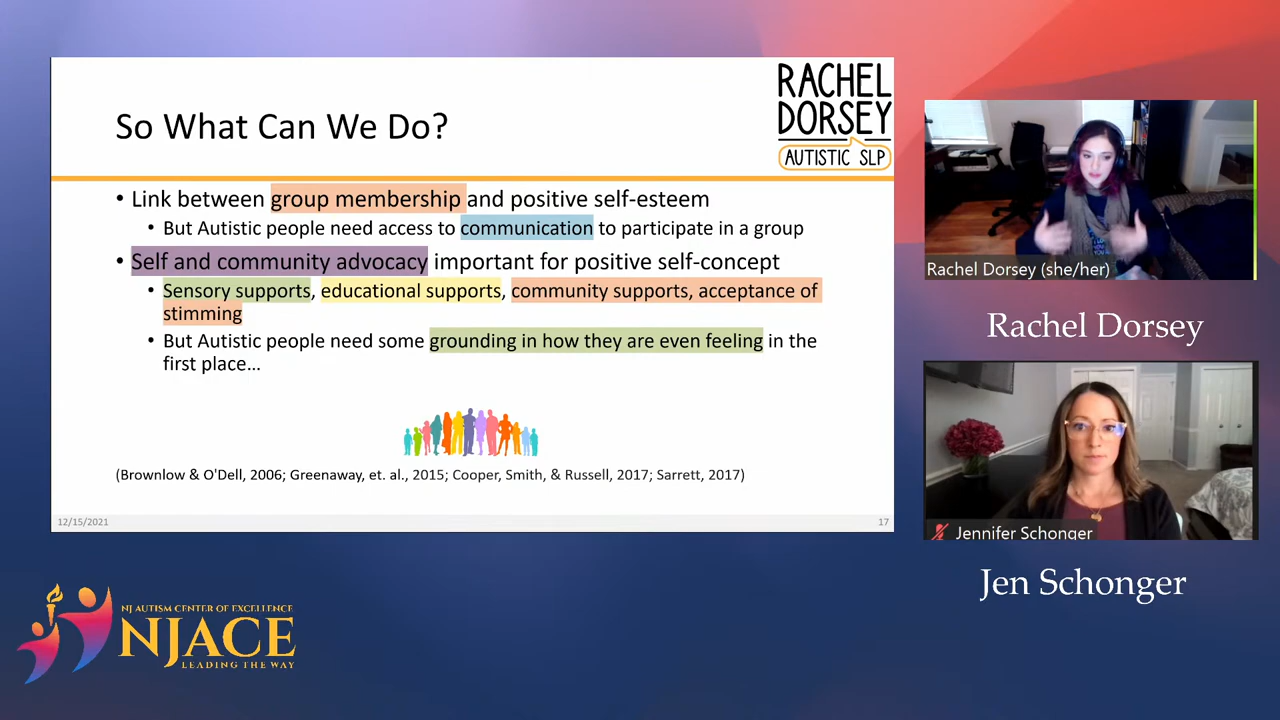 RACHEL
DORSEY
AUTISTIC SLP
So What Can We Do?
• Link between group membership and positive self-esteem
• But Autistic people need access to communication to participate in a group
• Self and community advocacy important for positive self-concept
• Sensory supports, educational supports, community supports, acceptance of
stimming
• But Autistic people need some grounding in how they are even feeling in the
first place...
(Brownlow & O'Dell, 2006; Greenaway, et. al., 2015; Cooper, Smith, & Russell, 2017; Sarrett, 2017)
12/15/2021
17
Rachel Dorsey (she/her)
Rachel Dorsey
Jennifer Schonger
Jen Schonger
NJ AUTISM CENTER OF EXCELLENCE
NJACE
LEADING THE WAY